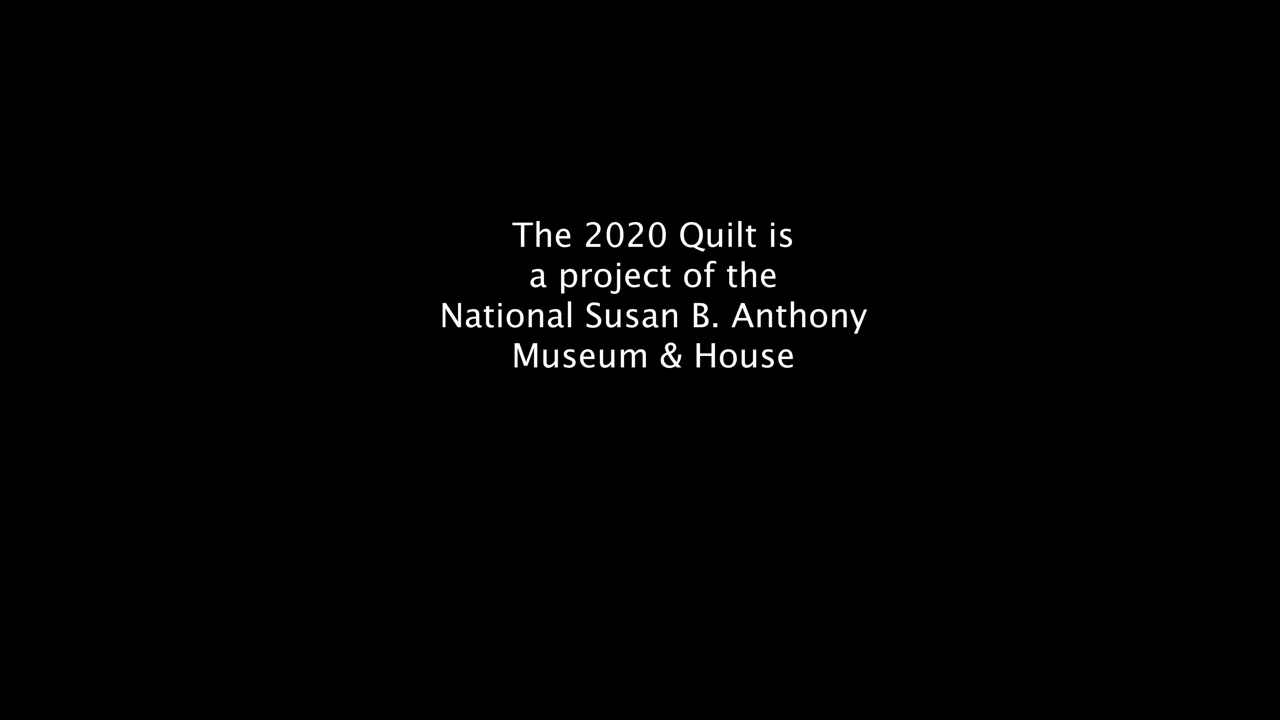 The 2020 Quilt is
a project of the
National Susan B. Anthony
Museum & House